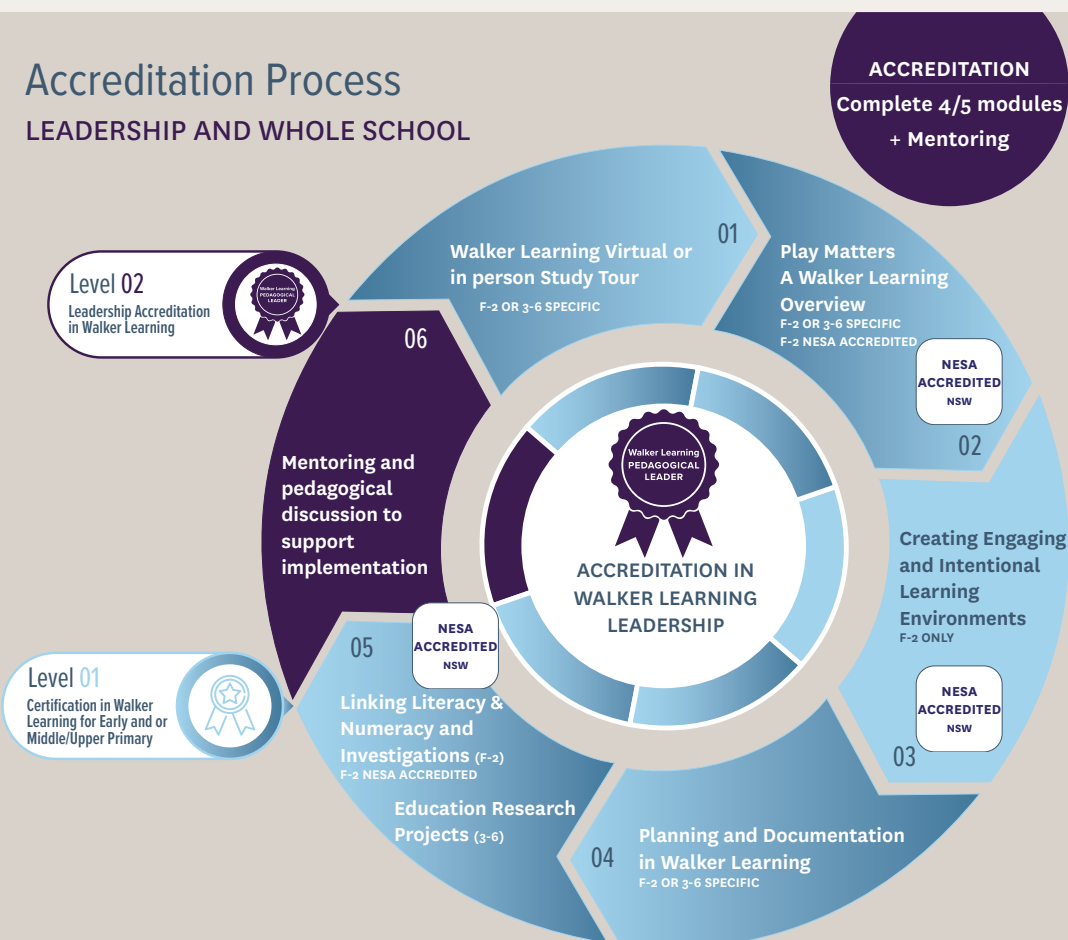 Accreditation Process
LEADERSHIP AND WHOLE SCHOOL
ACCREDITATION
Complete 4/5 modules
+ Mentoring
01
Walker Learning Virtual or
in person Study Tour
F-2 OR 3-6 SPECIFIC
Play Matters
A Walker Learning
Overview
F-2 OR 3-6 SPECIFIC
F-2 NESA ACCREDITED
NESA
ACCREDITED
NSW
02
Creating Engaging
and Intentional
Learning
Environments
F-2 ONLY
NESA
ACCREDITED
NSW
03
04
Planning and Documentation
in Walker Learning
F-2 OR 3-6 SPECIFIC
05
NESA
ACCREDITED
NSW
Linking Literacy &
Numeracy and
Investigations (F-2)
F-2 NESA ACCREDITED
Education Research
Projects (3-6)
Level 01
Certification in Walker
Learning for Early and or
Middle/Upper Primary
06
Mentoring and
pedagogical
discussion to
support
implementation
Level 02
Leadership Accreditation
in Walker Learning
Walker Learning
PEDAGOGICAL
LEADER
Walker Learning
PEDAGOGICAL
LEADER
ACCREDITATION IN
WALKER LEARNING
LEADERSHIP